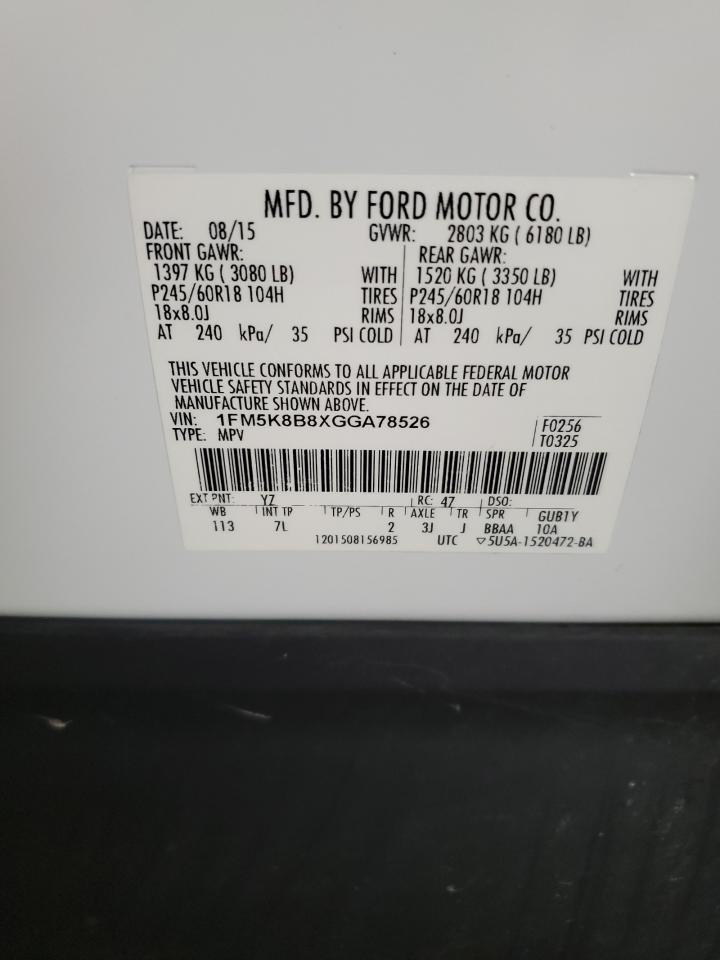 MFD. BY FORD MOTOR CO.
DATE: 08/15 GVWR: 2803 KG ( 6180 LB)
FRONT GAWR: REAR GAWR:
1397 KG ( 3080 LB) WITH 1520 KG ( 3350 LB) WITH
P245/60R18 104H TIRES P245/60R18 104H TIRES
18x8.0J RIMS 18x8.0J RIMS
AT 240 kPa/ 35 PSI COLD AT 240 kPa/ 35 PSI COLD
THIS VEHICLE CONFORMS TO ALL APPLICABLE FEDERAL MOTOR
VEHICLE SAFETY STANDARDS IN EFFECT ON THE DATE OF
MANUFACTURE SHOWN ABOVE.
VIN: 1FM5K8B8XGGA78526 F0256
TYPE: MPV T0325
EXT PNT: YZ RC: 47 DSO:
WB INT TP TP/PS R AXLE TR SPR GUB1Y
113 7L 2 3J J BBAA 10A
1201508156985 UTC ▽5U5A-1520472-BA